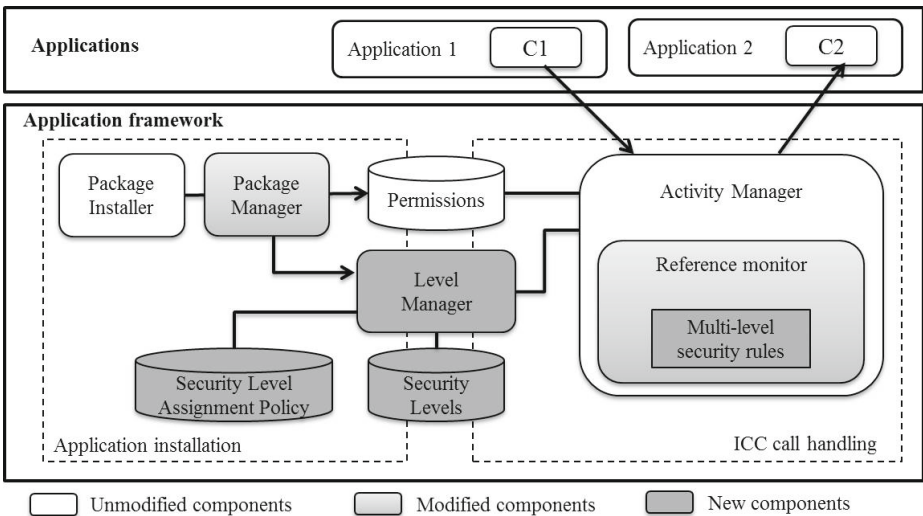 Applications
Application 1
C1
Application 2
C2
Application framework
Package
Installer
Package
Manager
Permissions
Activity Manager
Level
Manager
Reference monitor
Multi-level
security rules
Security Level
Assignment Policy
Security
Levels
Application installation
ICC call handling
Unmodified components
Modified components
New components